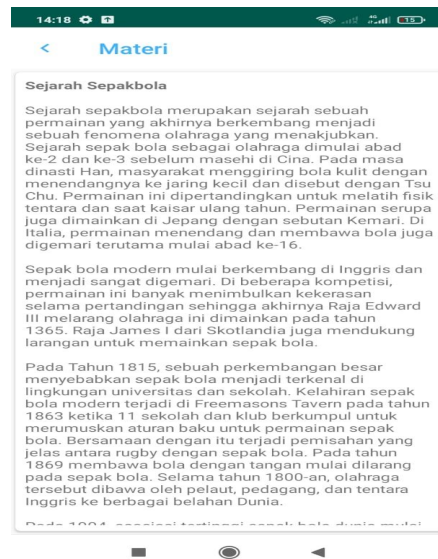 14:18
4G
15
< Materi
Sejarah Sepakbola
Sejarah sepakbola merupakan sejarah sebuah
permainan yang akhirnya berkembang menjadi
sebuah fenomena olahraga yang menakjubkan.
Sejarah sepak bola sebagai olahraga dimulai abad
ke-2 dan ke-3 sebelum masehi di Cina. Pada masa
dinasti Han, masyarakat menggiring bola kulit dengan
menendangnya ke jaring kecil dan disebut dengan Tsu
Chu. Permainan ini dipertandingkan untuk melatih fisik
tentara dan saat kaisar ulang tahun. Permainan serupa
juga dimainkan di Jepang dengan sebutan Kemari. Di
Italia, permainan menendang dan membawa bola juga
digemari terutama mulai abad ke-16.
Sepak bola modern mulai berkembang di Inggris dan
menjadi sangat digemari. Di beberapa kompetisi,
permainan ini banyak menimbulkan kekerasan
selama pertandingan sehingga akhirnya Raja Edward
III melarang olahraga ini dimainkan pada tahun
1365. Raja James I dari Skotlandia juga mendukung
larangan untuk memainkan sepak bola.
Pada Tahun 1815, sebuah perkembangan besar
menyebabkan sepak bola menjadi terkenal di
lingkungan universitas dan sekolah. Kelahiran sepak
bola modern terjadi di Freemasons Tavern pada tahun
1863 ketika 11 sekolah dan klub berkumpul untuk
merumuskan aturan baku untuk permainan sepak
bola. Bersamaan dengan itu terjadi pemisahan yang
jelas antara rugby dengan sepak bola. Pada tahun
1869 membawa bola dengan tangan mulai dilarang
pada sepak bola. Selama tahun 1800-an, olahraga
tersebut dibawa oleh pelaut, pedagang, dan tentara
Inggris ke berbagai belahan Dunia.